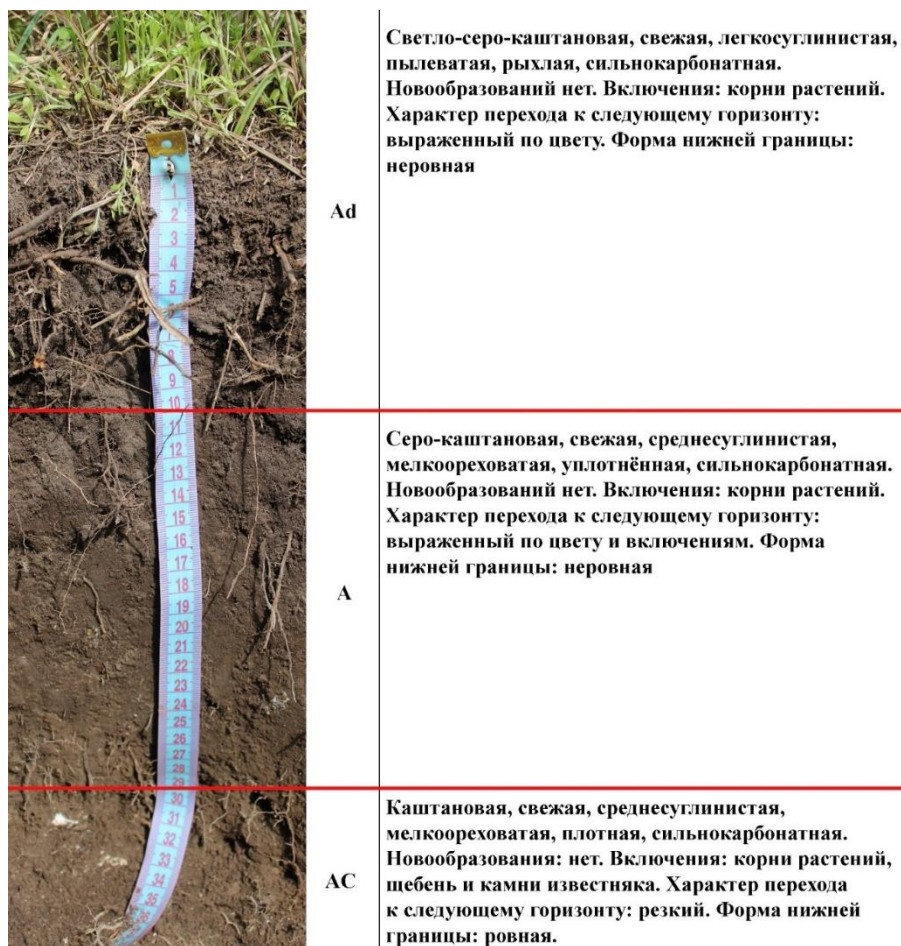 Светло-серо-каштановая, свежая, легкосуглинистая,
пылеватая, рыхлая, сильнокарбонатная.
Новообразований нет. Включения: корни растений.
Характер перехода к следующему горизонту:
выраженный по цвету. Форма нижней границы:
неровная
Ad
1
2
3
4
5
6
7
8
9
10
Серо-каштановая, свежая, среднесуглинистая,
мелкоореховатая, уплотнённая, сильнокарбонатная.
Новообразований нет. Включения: корни растений.
Характер перехода к следующему горизонту:
выраженный по цвету и включениям. Форма
нижней границы: неровная
A
11
12
13
14
15
16
17
18
19
20
21
22
23
24
25
26
27
28
29
Каштановая, свежая, среднесуглинистая,
мелкоореховатая, плотная, сильнокарбонатная.
Новообразования: нет. Включения: корни растений,
щебень и камни известняка. Характер перехода
к следующему горизонту: резкий. Форма нижней
границы: ровная.
AC
30
31
32
33
34
35
36